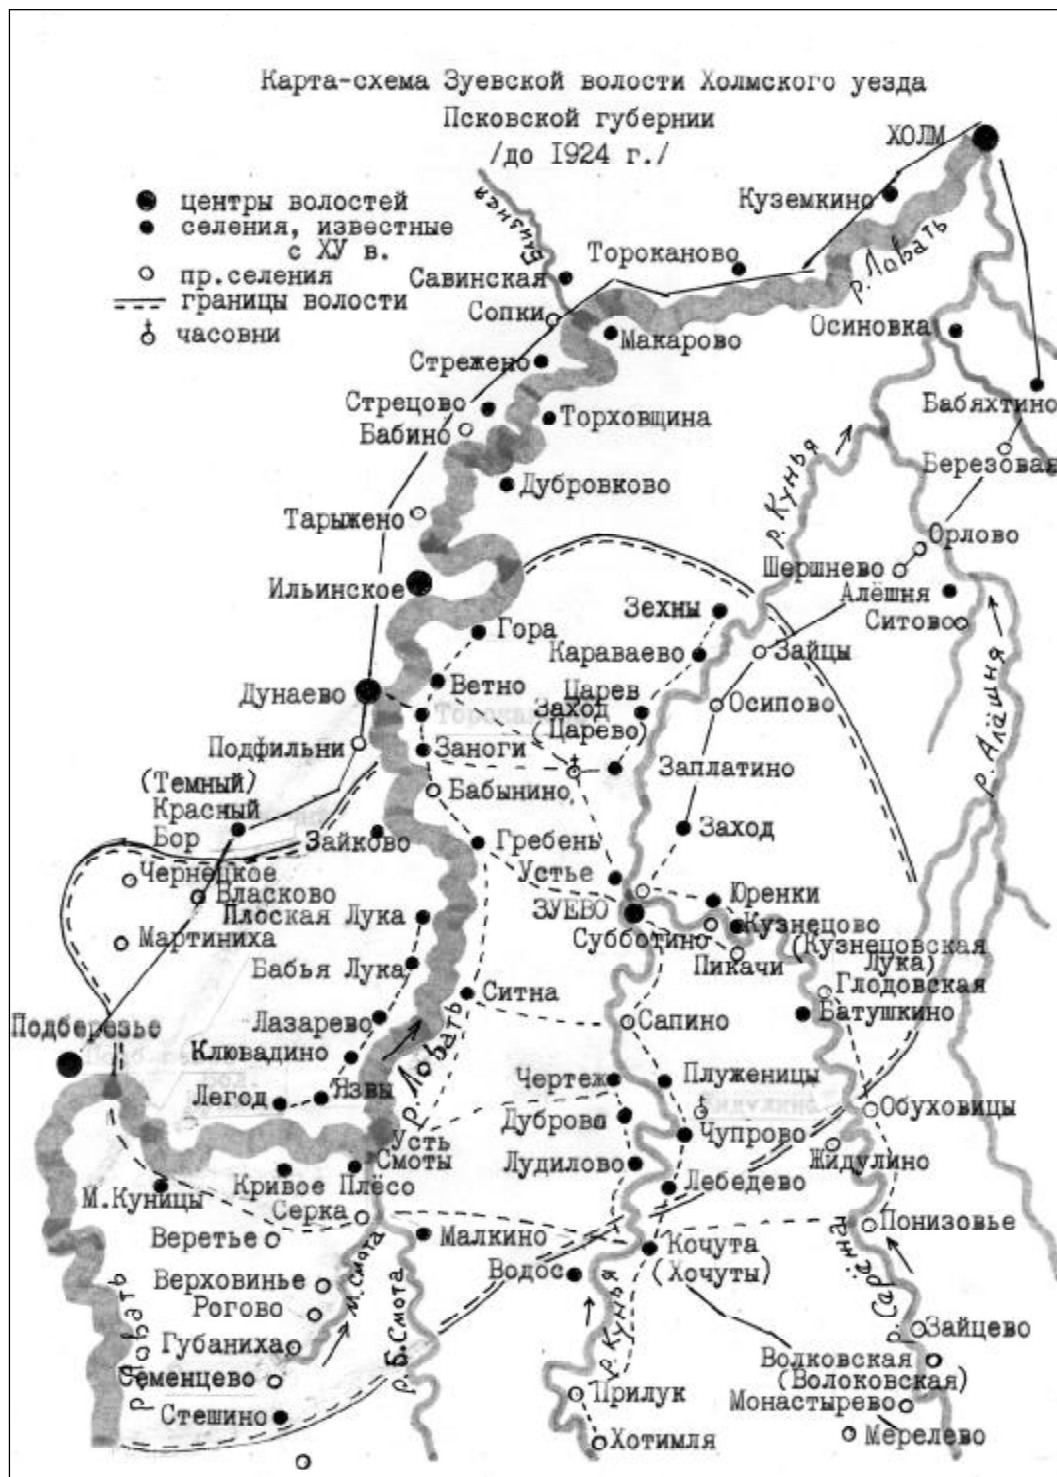 Карта-схема Зуевской волости Холмского уезда
Псковской губернии
/до 1924 г./
ХОЛМ
центры волостей
селения, известные
с ХУ в.
пр.селения
границы волости
часовни
Близная
Куземкино
Тороканово
р. Ловать
Савинская
Сопки
Макарово
Осиновка
Стрежено
Стрецово
Бабино
Торховщина
Бабяхтино
Березовая
Дубровково
Тарыжено
р. Кунья
Орлово
Шершнево
Алёшня
Ситово
Ильинское
Зехны
Гора
Караваево
Зайцы
Дунаево
Ветно
Царев
Заход
(Царево)
Осипово
р. Алёшня
Подфильни
Заноги
Заплатино
(Темный)
Красный
Бор
Бабынино
Зайково
Гребень
Заход
Чернецкое
Власково
Устье
Юренки
ЗУЕВО
Плоская Лука
Мартиниха
Субботино
Кузнецово
(Кузнецовская
Лука)
Пикачи
Бабья Лука
Глодовская
Ситна
Батушкино
Подберезье
Лазарево
Сапино
Клювадино
р. Ловать
Легод
Язвы
Чертеж
Плуженицы
Дуброва
Обуховицы
Усть
Смоты
Чупрово
Жидулино
Лудилово
Кривое Плёсо
М.Куницы
Лебедево
Серка
Веретье
Малкино
Понизовье
Кочута
(Хочуты)
Водос
М.Смота
Верховинье
Рогово
р. Ловать
р. Б.Смота
р. Кунья
р. Сарёжа
Губаниха
Зайцево
Семенцево
Волковская
(Волоковская)
Прилук
Монастырево
Стешино
Хотимля
Мерелево